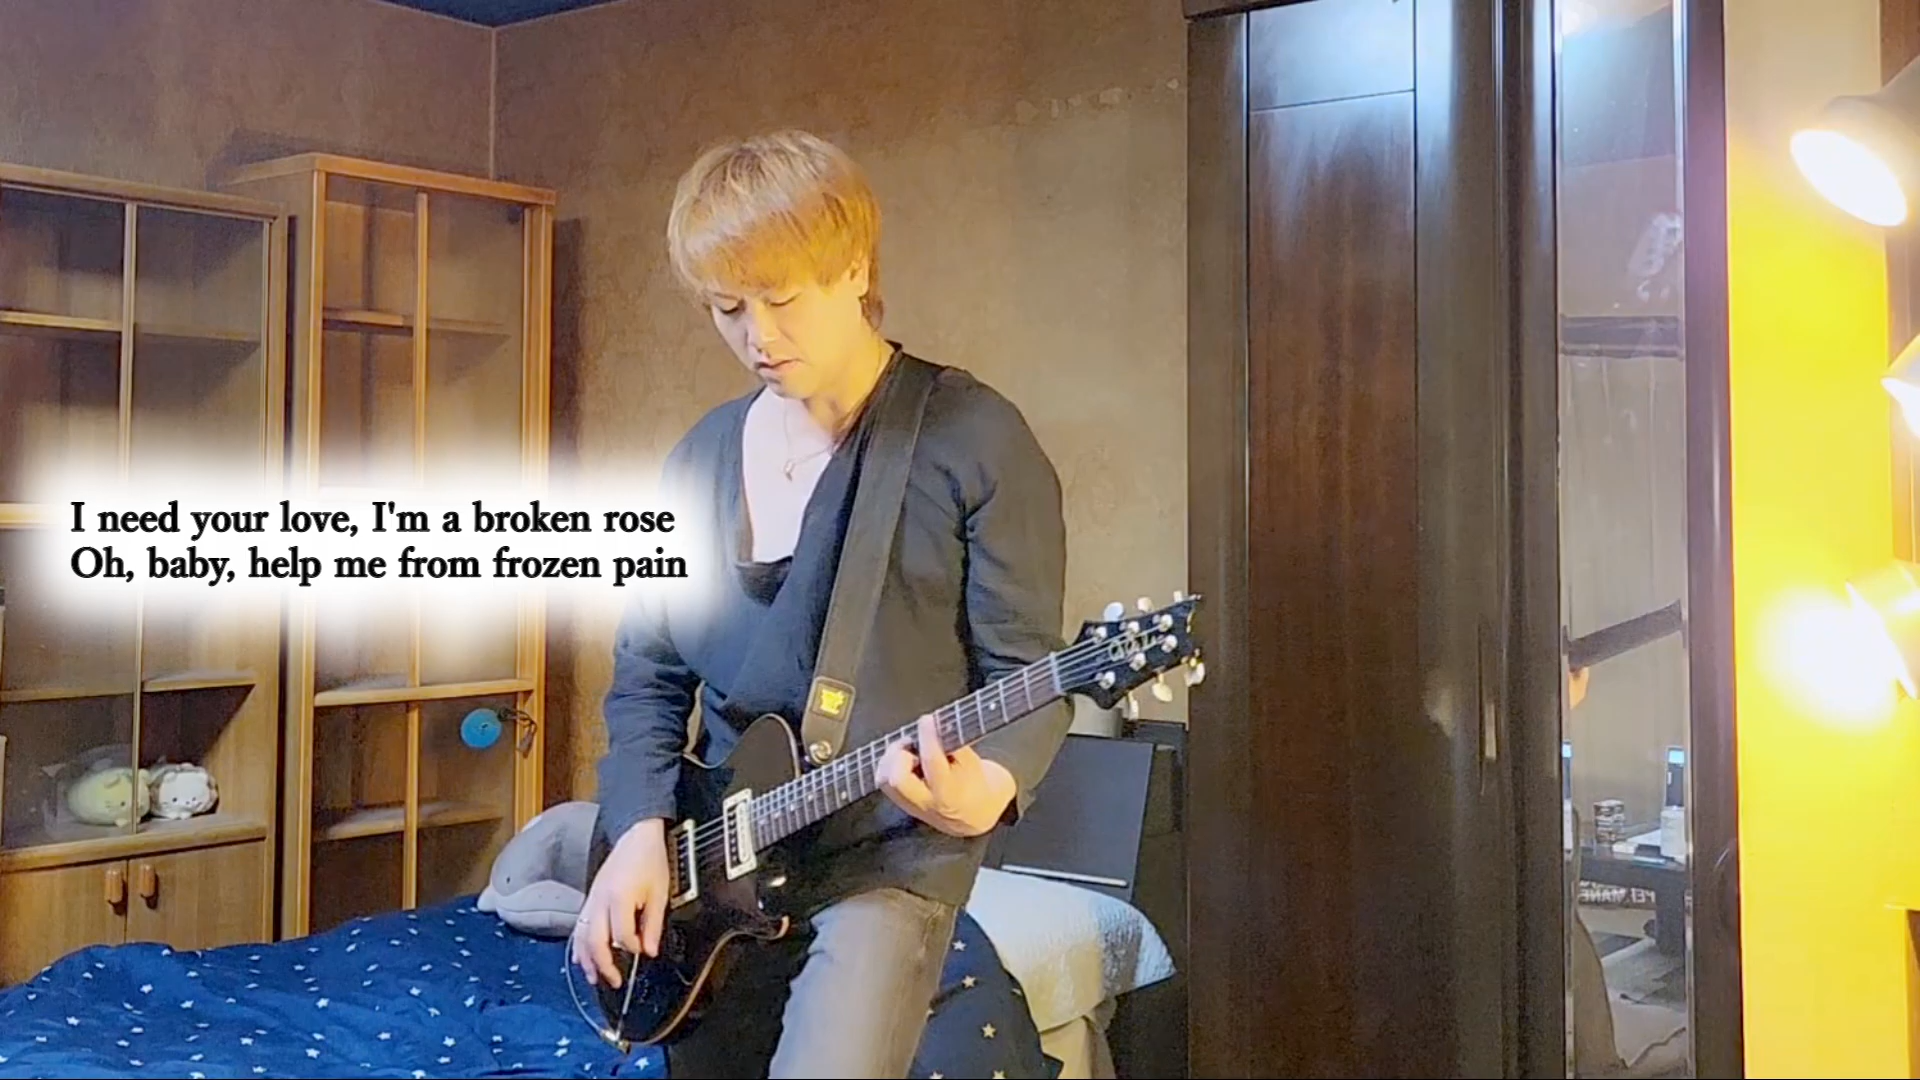 I need your love, I'm a broken rose
Oh, baby, help me from frozen pain